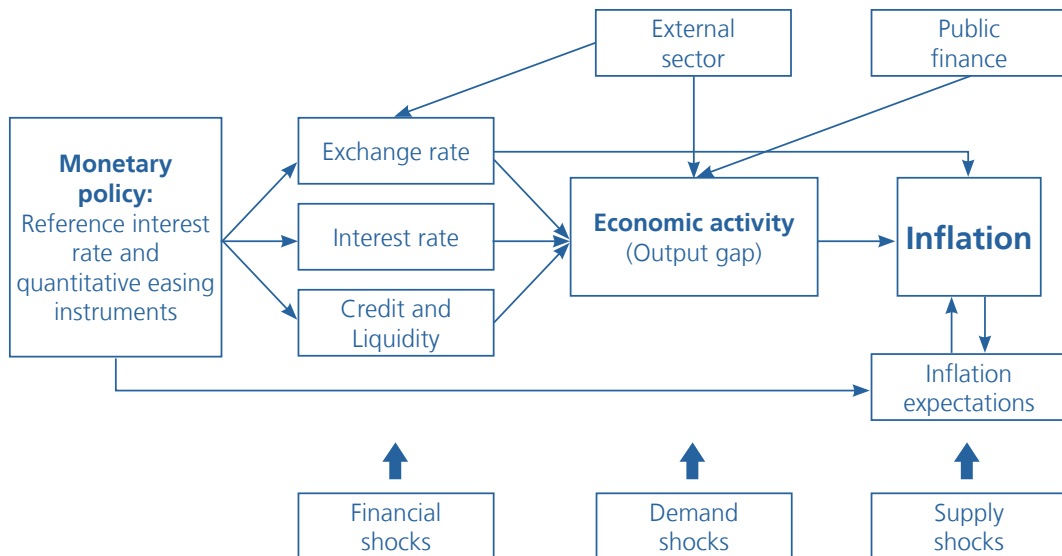 External
sector
Public
finance
Monetary
policy:
Reference interest
rate and
quantitative easing
instruments
Exchange rate
Interest rate
Credit and
Liquidity
Economic activity
(Output gap)
Inflation
Inflation
expectations
Financial
shocks
Demand
shocks
Supply
shocks